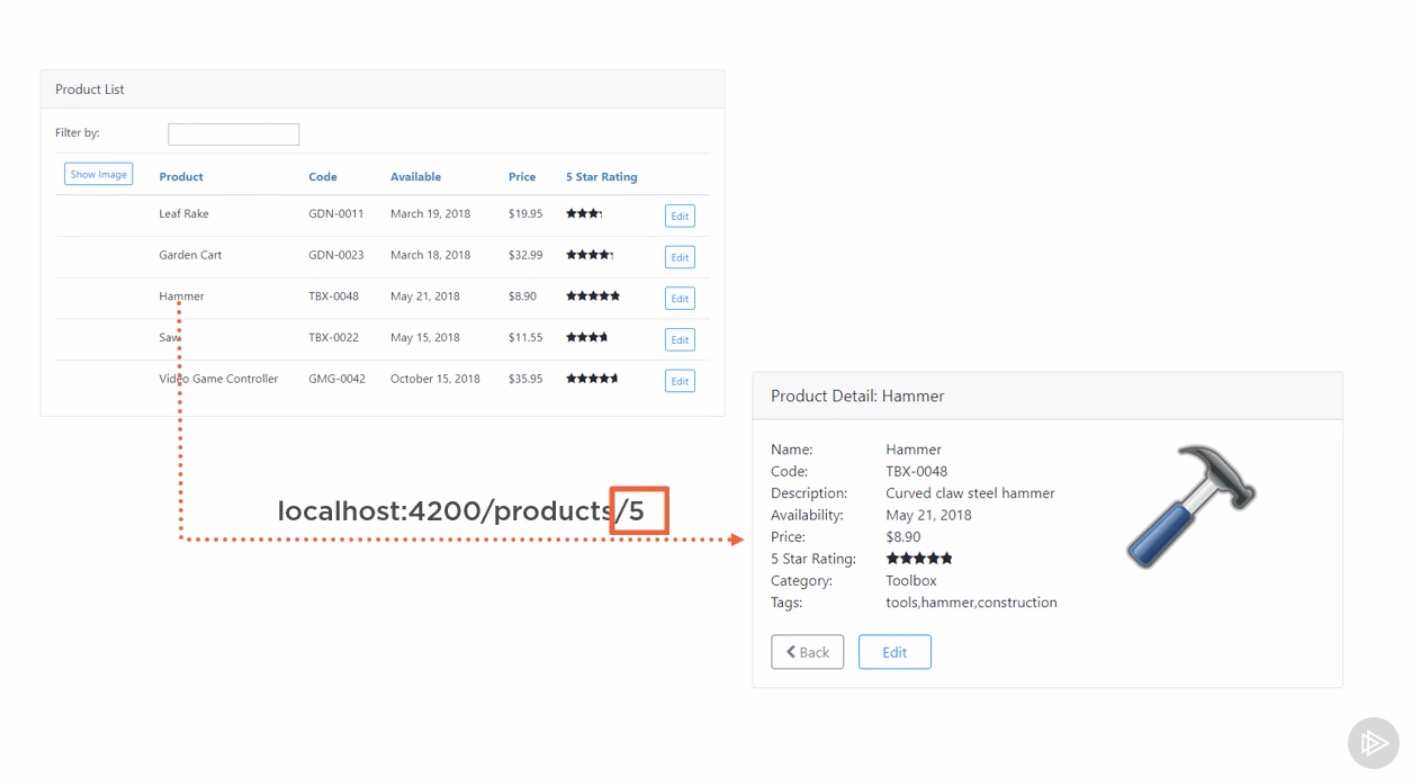 Product List
Filter by:
Show Image Product Code Available Price 5 Star Rating
Leaf Rake GDN-0011 March 19, 2018 $19.95 Edit
Garden Cart GDN-0023 March 18, 2018 $32.99 Edit
Hammer TBX-0048 May 21, 2018 $8.90 Edit
Saw TBX-0022 May 15, 2018 $11.55 Edit
Video Game Controller GMG-0042 October 15, 2018 $35.95 Edit
localhost:4200/products/5
Product Detail: Hammer
Name: Hammer
Code: TBX-0048
Description: Curved claw steel hammer
Availability: May 21, 2018
Price: $8.90
5 Star Rating:
Category: Toolbox
Tags: tools,hammer,construction
Back Edit